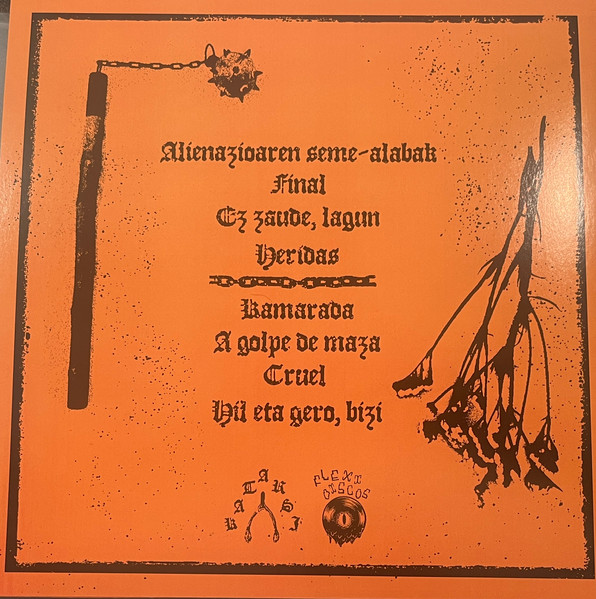 Alienazioaren seme-alabak
Final
Ez zaude, lagun
Heridas
Kamarada
A golpe de maza
Cruel
Hil eta gero, bizi
KATARSI
FLEXI
DISCOS